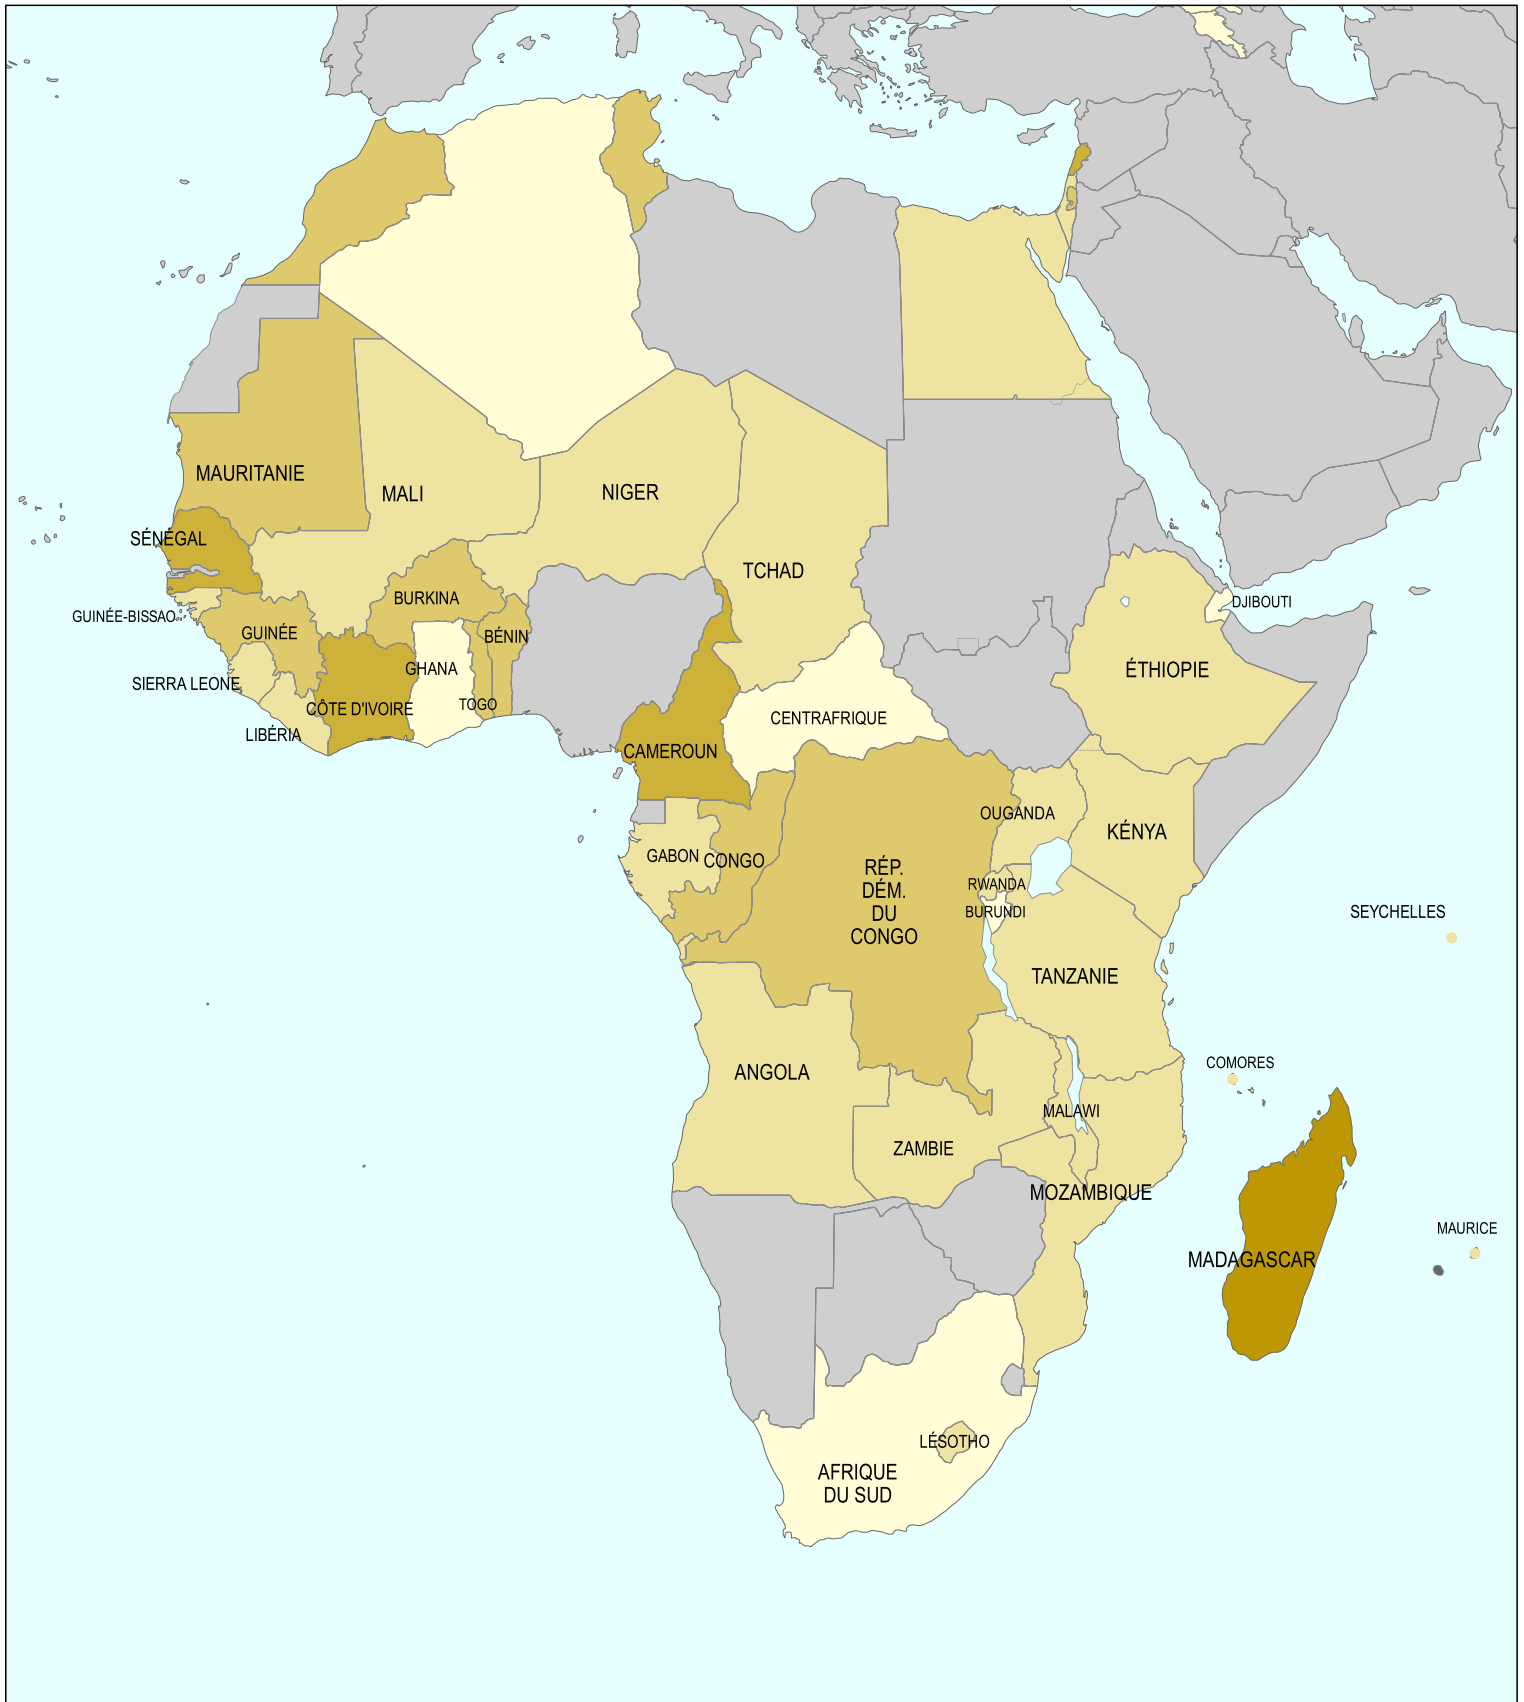 MAURITANIE
MALI
NIGER
SÉNÉGAL
TCHAD
BURKINA
DJIBOUTI
GUINÉE-BISSAO
GUINÉE
BÉNIN
GHANA
ÉTHIOPIE
SIERRA LEONE
TOGO
CÔTE D'IVOIRE
CENTRAFRIQUE
LIBÉRIA
CAMEROUN
OUGANDA
KÉNYA
GABON
CONGO
RÉP.
DÉM.
DU
CONGO
RWANDA
BURUNDI
SEYCHELLES
TANZANIE
COMORES
ANGOLA
MALAWI
ZAMBIE
MOZAMBIQUE
MAURICE
MADAGASCAR
LÉSOTHO
AFRIQUE
DU SUD